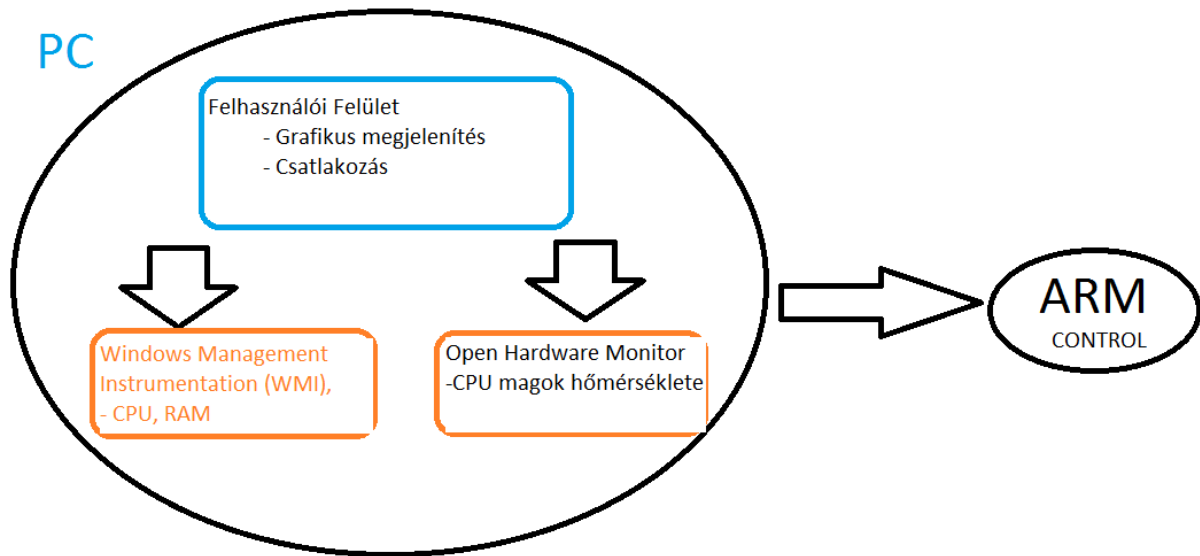 PC
Felhasználói Felület
- Grafikus megjelenítés
- Csatlakozás
Windows Management
Instrumentation (WMI),
- CPU, RAM
Open Hardware Monitor
-CPU magok hőmérséklete
ARM
CONTROL